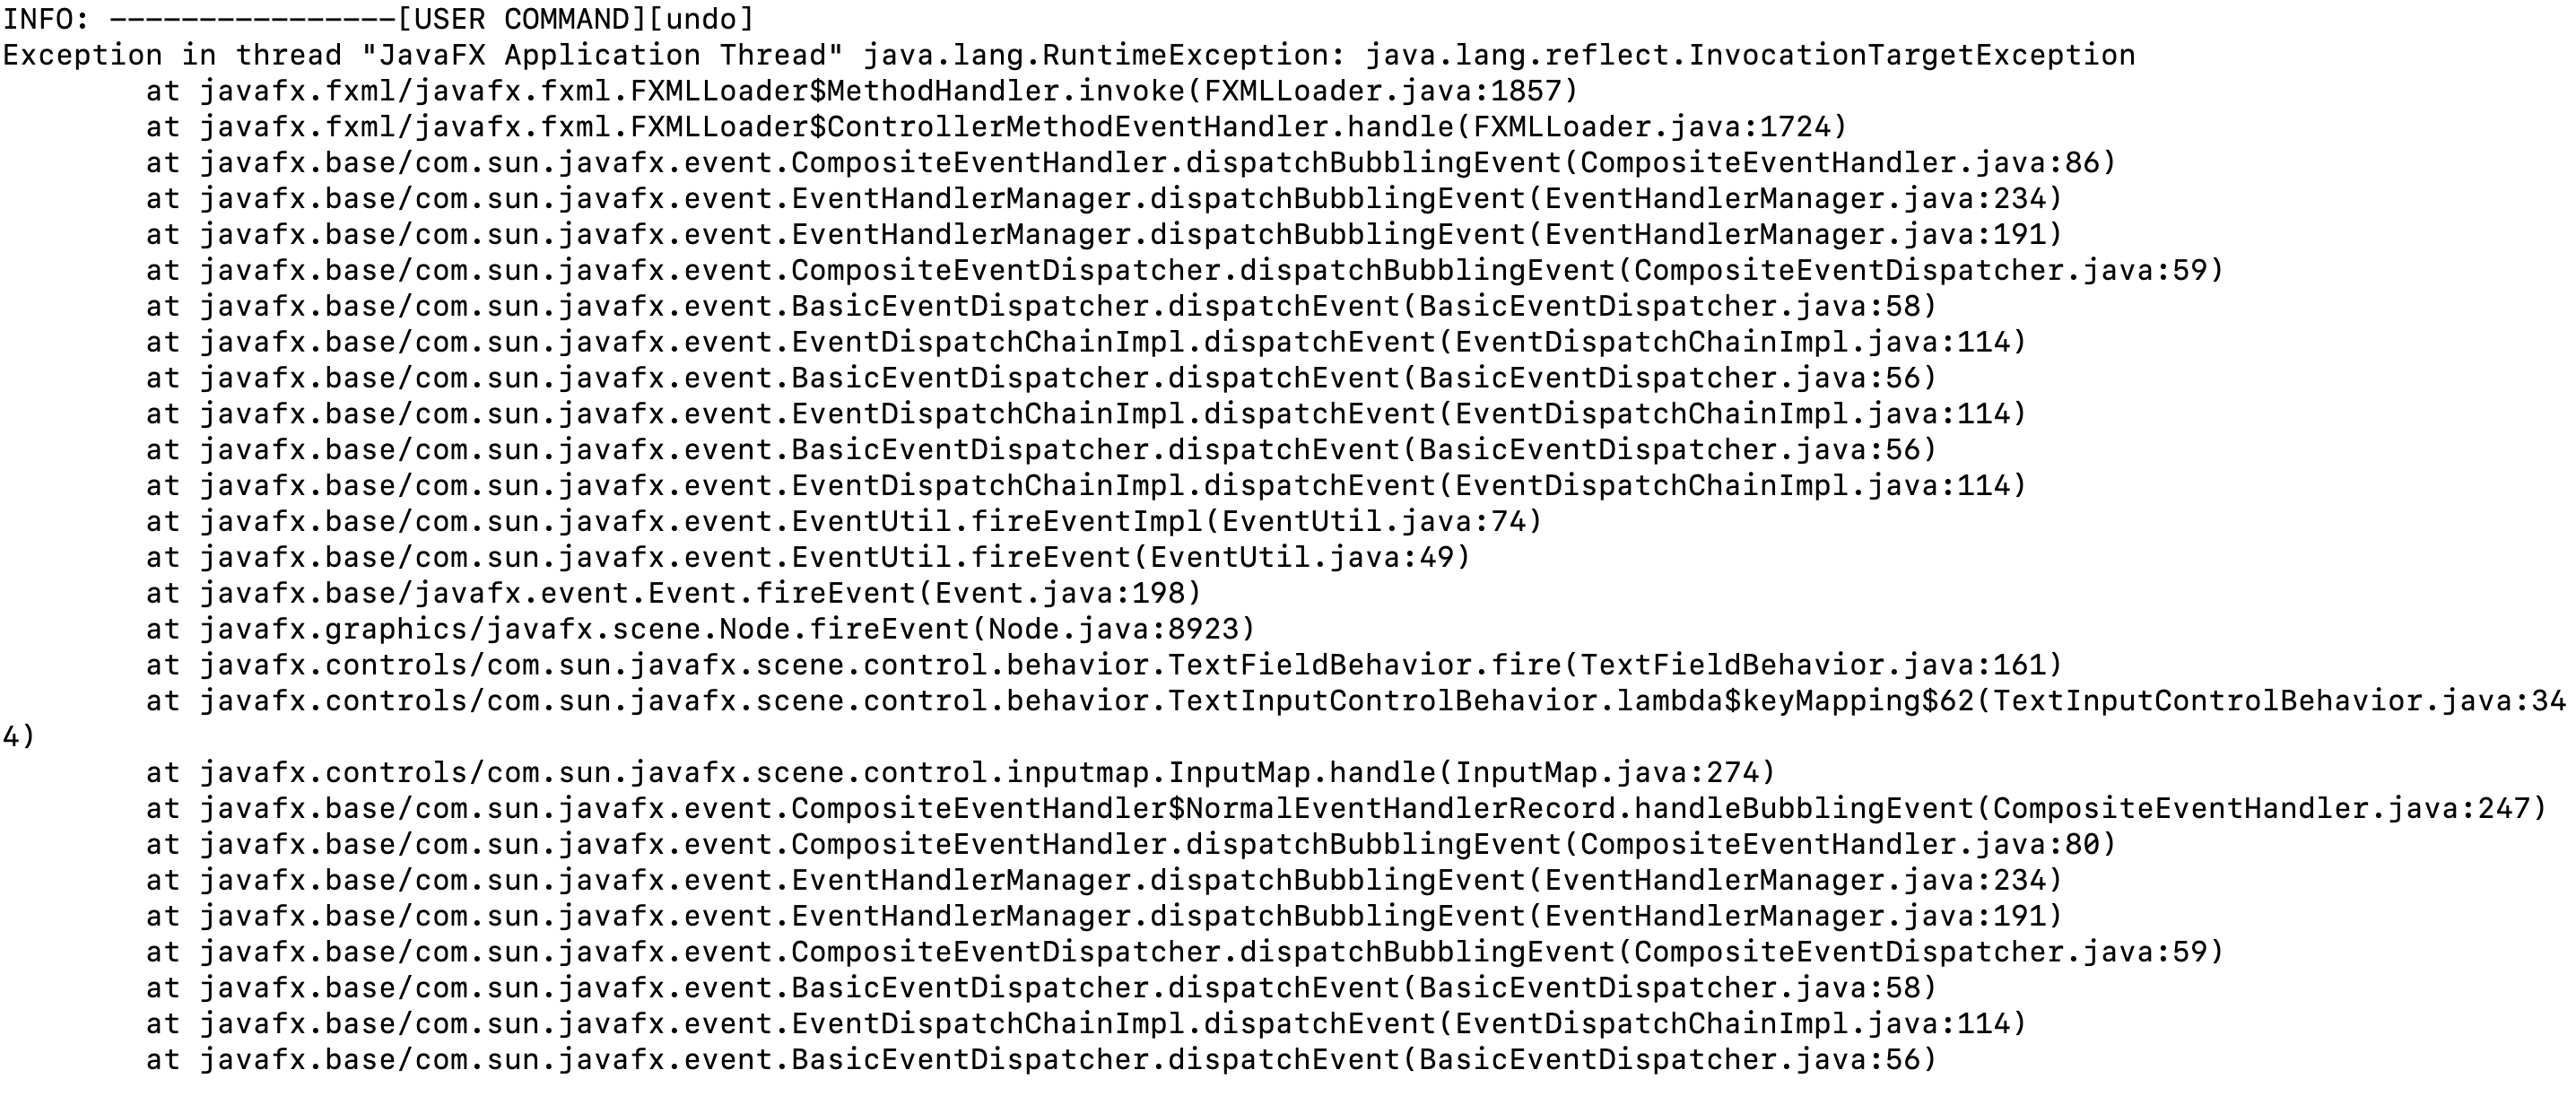 INFO: ----------------[USER COMMAND][undo]
Exception in thread "JavaFX Application Thread" java.lang.RuntimeException: java.lang.reflect.InvocationTargetException
	at javafx.fxml/javafx.fxml.FXMLLoader$MethodHandler.invoke(FXMLLoader.java:1857)
	at javafx.fxml/javafx.fxml.FXMLLoader$ControllerMethodEventHandler.handle(FXMLLoader.java:1724)
	at javafx.base/com.sun.javafx.event.CompositeEventHandler.dispatchBubblingEvent(CompositeEventHandler.java:86)
	at javafx.base/com.sun.javafx.event.EventHandlerManager.dispatchBubblingEvent(EventHandlerManager.java:234)
	at javafx.base/com.sun.javafx.event.EventHandlerManager.dispatchBubblingEvent(EventHandlerManager.java:191)
	at javafx.base/com.sun.javafx.event.CompositeEventDispatcher.dispatchBubblingEvent(CompositeEventDispatcher.java:59)
	at javafx.base/com.sun.javafx.event.BasicEventDispatcher.dispatchEvent(BasicEventDispatcher.java:58)
	at javafx.base/com.sun.javafx.event.EventDispatchChainImpl.dispatchEvent(EventDispatchChainImpl.java:114)
	at javafx.base/com.sun.javafx.event.BasicEventDispatcher.dispatchEvent(BasicEventDispatcher.java:56)
	at javafx.base/com.sun.javafx.event.EventDispatchChainImpl.dispatchEvent(EventDispatchChainImpl.java:114)
	at javafx.base/com.sun.javafx.event.BasicEventDispatcher.dispatchEvent(BasicEventDispatcher.java:56)
	at javafx.base/com.sun.javafx.event.EventDispatchChainImpl.dispatchEvent(EventDispatchChainImpl.java:114)
	at javafx.base/com.sun.javafx.event.EventUtil.fireEventImpl(EventUtil.java:74)
	at javafx.base/com.sun.javafx.event.EventUtil.fireEvent(EventUtil.java:49)
	at javafx.base/javafx.event.Event.fireEvent(Event.java:198)
	at javafx.graphics/javafx.scene.Node.fireEvent(Node.java:8923)
	at javafx.controls/com.sun.javafx.scene.control.behavior.TextFieldBehavior.fire(TextFieldBehavior.java:161)
	at javafx.controls/com.sun.javafx.scene.control.behavior.TextInputControlBehavior.lambda$keyMapping$62(TextInputControlBehavior.java:34
4)
	at javafx.controls/com.sun.javafx.scene.control.inputmap.InputMap.handle(InputMap.java:274)
	at javafx.base/com.sun.javafx.event.CompositeEventHandler$NormalEventHandlerRecord.handleBubblingEvent(CompositeEventHandler.java:247)
	at javafx.base/com.sun.javafx.event.CompositeEventHandler.dispatchBubblingEvent(CompositeEventHandler.java:80)
	at javafx.base/com.sun.javafx.event.EventHandlerManager.dispatchBubblingEvent(EventHandlerManager.java:234)
	at javafx.base/com.sun.javafx.event.EventHandlerManager.dispatchBubblingEvent(EventHandlerManager.java:191)
	at javafx.base/com.sun.javafx.event.CompositeEventDispatcher.dispatchBubblingEvent(CompositeEventDispatcher.java:59)
	at javafx.base/com.sun.javafx.event.BasicEventDispatcher.dispatchEvent(BasicEventDispatcher.java:58)
	at javafx.base/com.sun.javafx.event.EventDispatchChainImpl.dispatchEvent(EventDispatchChainImpl.java:114)
	at javafx.base/com.sun.javafx.event.BasicEventDispatcher.dispatchEvent(BasicEventDispatcher.java:56)